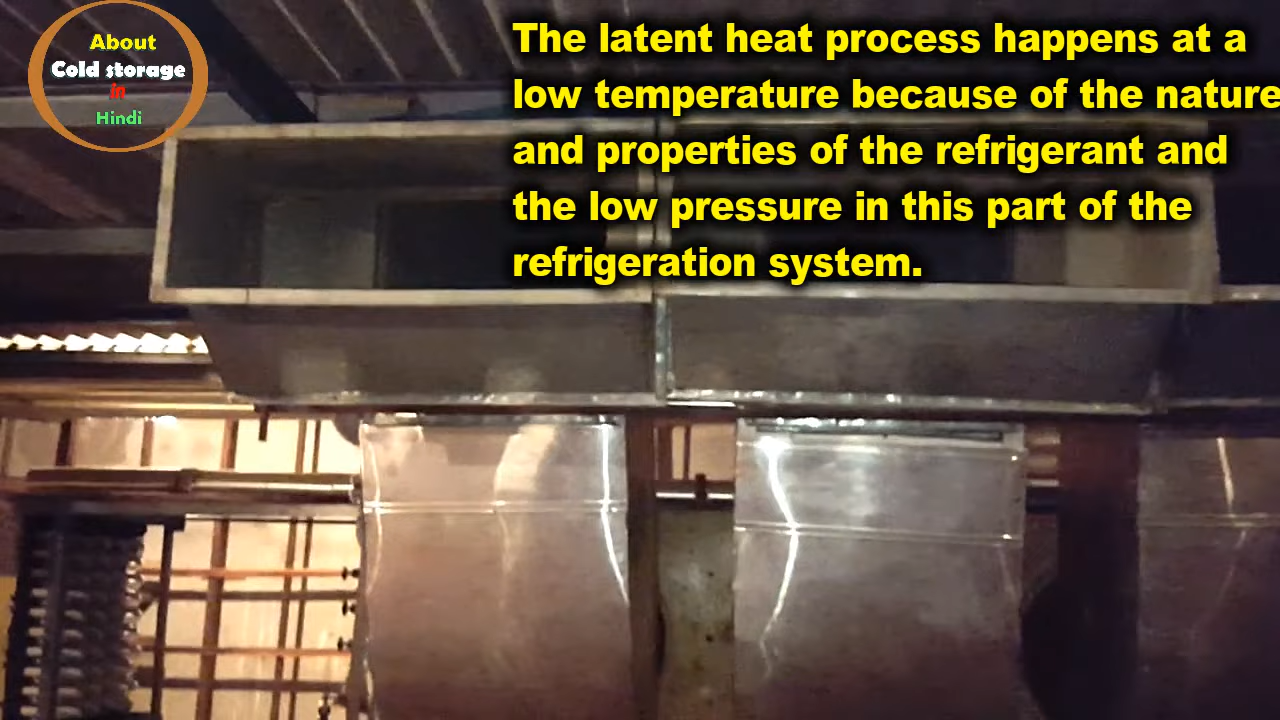 About
Cold storage
in
Hindi
The latent heat process happens at a
low temperature because of the nature
and properties of the refrigerant and
the low pressure in this part of the
refrigeration system.